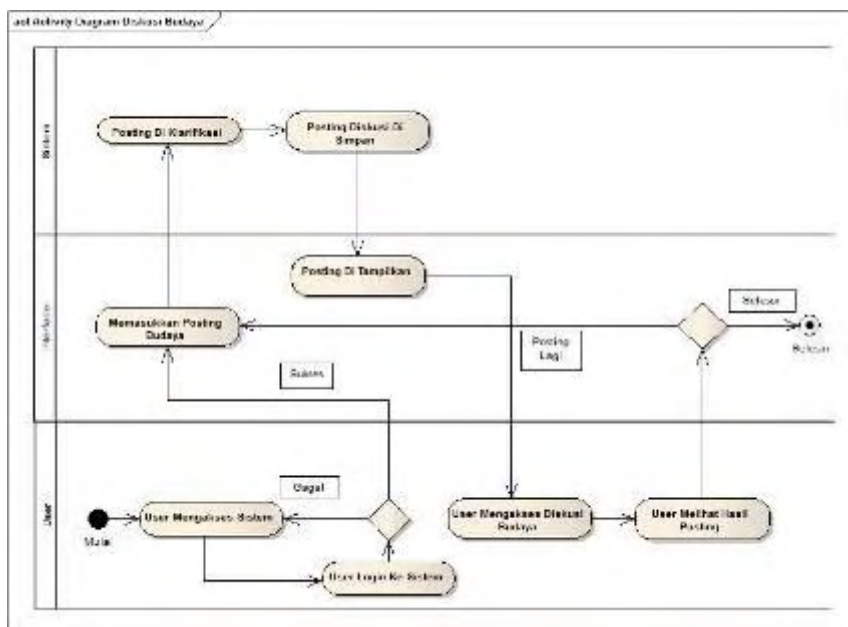 act Activity Diagram Diskusi Budaya
Sistem
Posting Di Klarifikasi
Posting Diskusi Di
Simpan
Interface
Posting Di Tampilkan
Memasukkan Posting
Budaya
Selesai
Selesai
Posting
Lagi
Sukses
User
Gagal
Mulai
User Mengakses Sistem
User Login Ke Sistem
User Mengakses Diskusi
Budaya
User Melihat Hasil
Posting